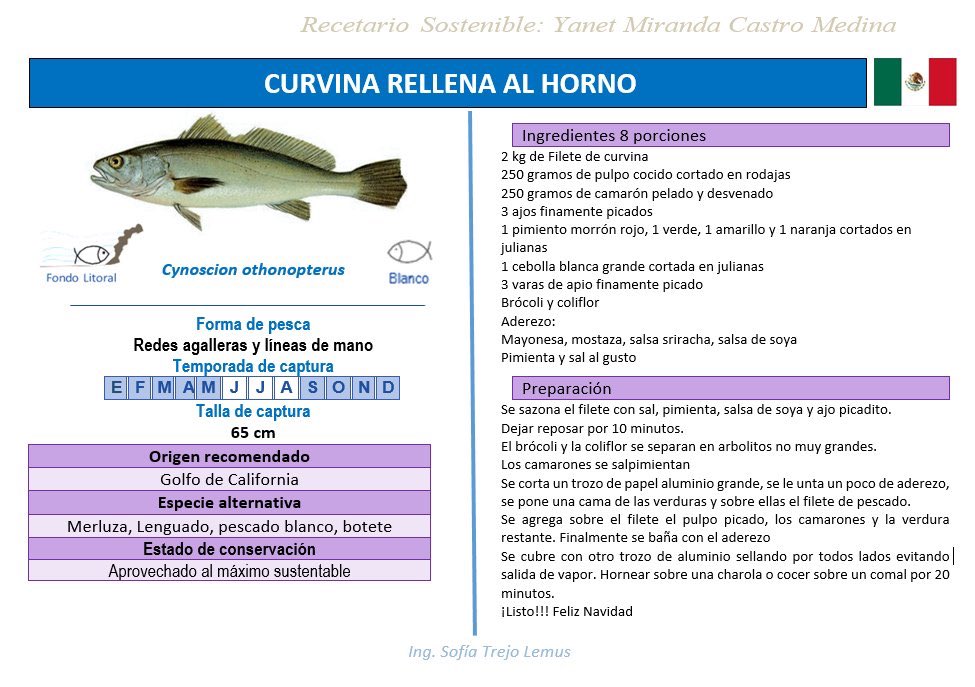 Recetario Sostenible: Yanet Miranda Castro Medina
CURVINA RELLENA AL HORNO
Fondo Litoral
Cynoscion othonopterus
Blanco
Forma de pesca
Redes agalleras y líneas de mano
Temporada de captura
E F M A M J J A S O N D
Talla de captura
65 cm
Origen recomendado
Golfo de California
Especie alternativa
Merluza, Lenguado, pescado blanco, botete
Estado de conservación
Aprovechado al máximo sustentable
Ingredientes 8 porciones
2 kg de Filete de curvina
250 gramos de pulpo cocido cortado en rodajas
250 gramos de camarón pelado y desvenado
3 ajos finamente picados
1 pimiento morrón rojo, 1 verde, 1 amarillo y 1 naranja cortados en
julianas
1 cebolla blanca grande cortada en julianas
3 varas de apio finamente picado
Brócoli y coliflor
Aderezo:
Mayonesa, mostaza, salsa sriracha, salsa de soya
Pimienta y sal al gusto
Preparación
Se sazona el filete con sal, pimienta, salsa de soya y ajo picadito.
Dejar reposar por 10 minutos.
El brócoli y la coliflor se separan en arbolitos no muy grandes.
Los camarones se salpimientan
Se corta un trozo de papel aluminio grande, se le unta un poco de aderezo,
se pone una cama de las verduras y sobre ellas el filete de pescado.
Se agrega sobre el filete el pulpo picado, los camarones y la verdura
restante. Finalmente se baña con el aderezo
Se cubre con otro trozo de aluminio sellando por todos lados evitando
salida de vapor. Hornear sobre una charola o cocer sobre un comal por 20
minutos.
¡Listo!!! Feliz Navidad
Ing. Sofía Trejo Lemus